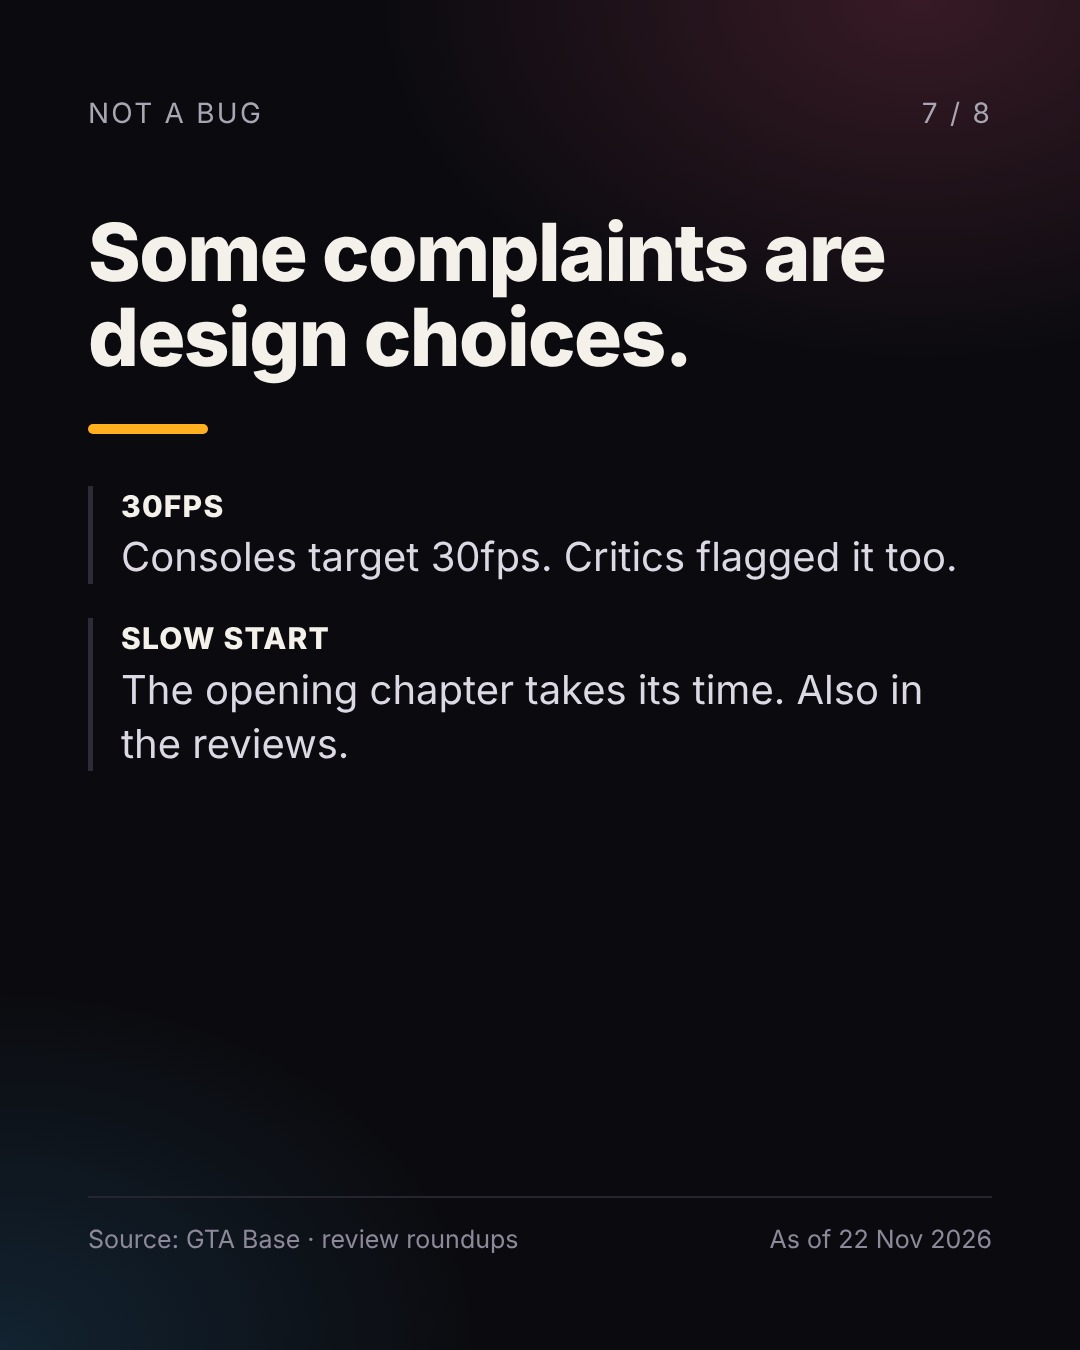 NOT A BUG
7 / 8
Some complaints are
design choices.
30FPS
Consoles target 30fps. Critics flagged it too.
SLOW START
The opening chapter takes its time. Also in
the reviews.
Source: GTA Base · review roundups
As of 22 Nov 2026